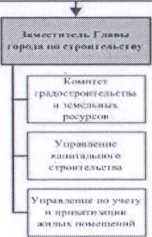 Заместитель Главы
города по строительству
Комитет
градостроительства
и земельных
ресурсов
Управление
капитального
строительства
Управление по учету
и приватизации
жилых помещений